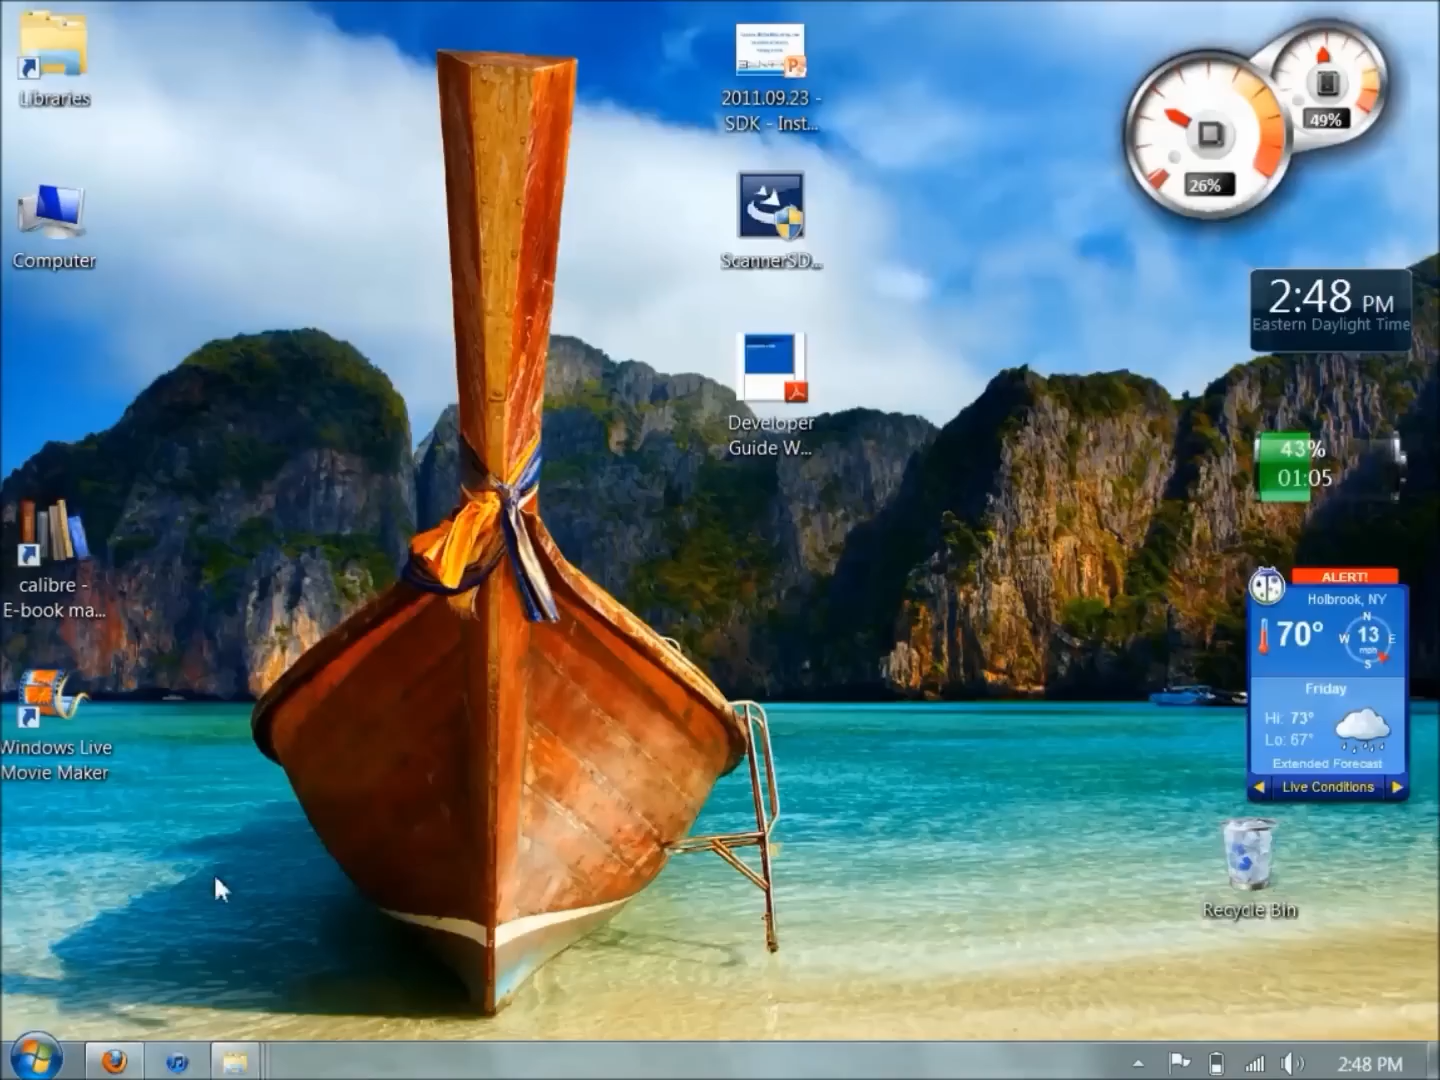 Libraries
Computer
calibre -
E-book ma...
Windows Live
Movie Maker
2011.09.23 -
SDK - Inst...
ScannerSD...
Developer
Guide W...
49%
26%
2:48 PM
Eastern Daylight Time
43%
01:05
ALERT!
Holbrook, NY
70°
N
W 13 E
mph
S
Friday
Hi: 73°
Lo: 67°
Extended Forecast
Live Conditions
Recycle Bin
2:48 PM